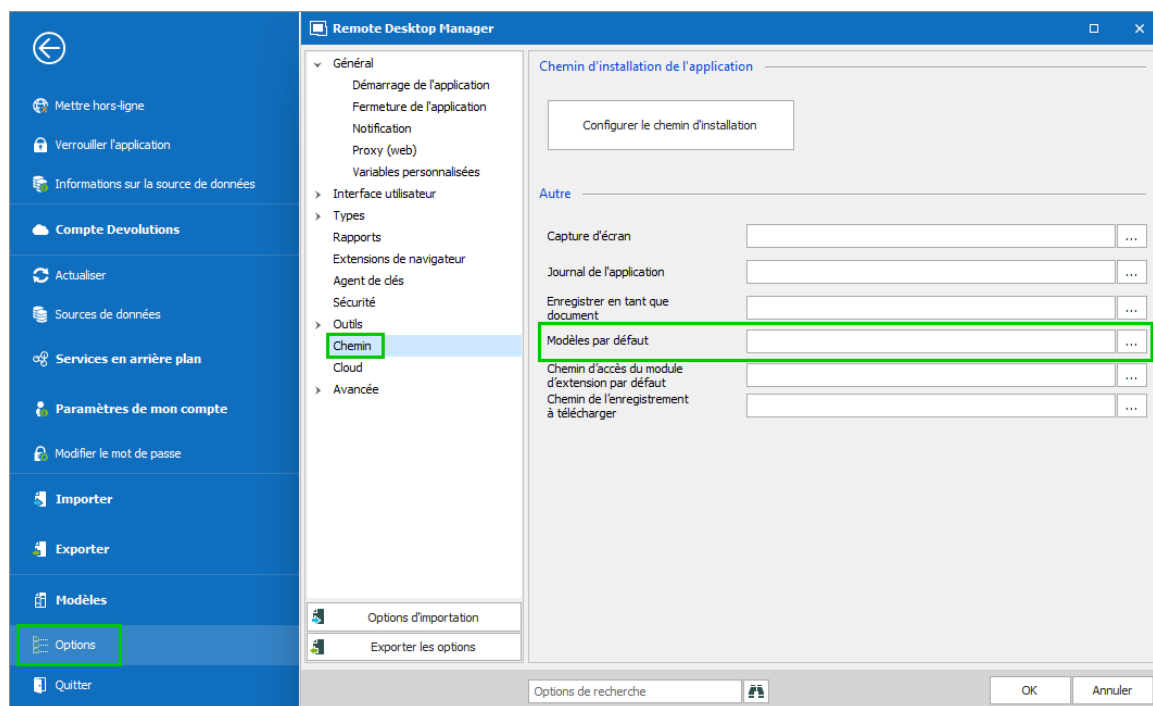 Mettre hors-ligne
Verrouiller l'application
Informations sur la source de données
Compte Devolutions
Actualiser
Sources de données
Services en arrière plan
Paramètres de mon compte
Modifier le mot de passe
Importer
Exporter
Modèles
Options
Quitter
Remote Desktop Manager
Général
Démarrage de l'application
Fermeture de l'application
Notification
Proxy (web)
Variables personnalisées
Interface utilisateur
Types
Rapports
Extensions de navigateur
Agent de clés
Sécurité
Outils
Chemin
Cloud
Avancée
Options d'importation
Exporter les options
Chemin d'installation de l'application
Configurer le chemin d'installation
Autre
Capture d'écran ...
Journal de l'application ...
Enregistrer en tant que
document ...
Modèles par défaut ...
Chemin d'accès du module
d'extension par défaut ...
Chemin de l'enregistrement
à télécharger ...
Options de recherche
OK Annuler